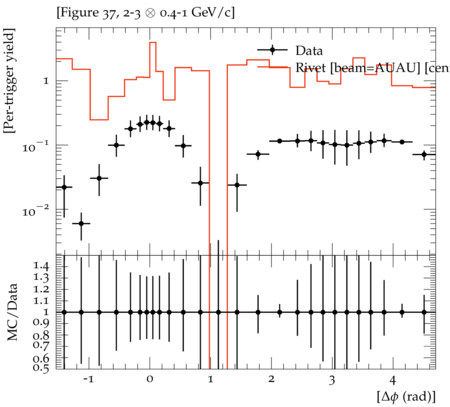 [Figure 37, 2-3 ⊗ 0.4-1 GeV/c]
[Per-trigger yield]
Data
Rivet [beam=AUAU] [cen
1
10⁻¹
10⁻²
MC/Data
1.4
1.3
1.2
1.1
1
0.9
0.8
0.7
0.6
0.5
-1 0 1 2 3 4
[Δϕ (rad)]